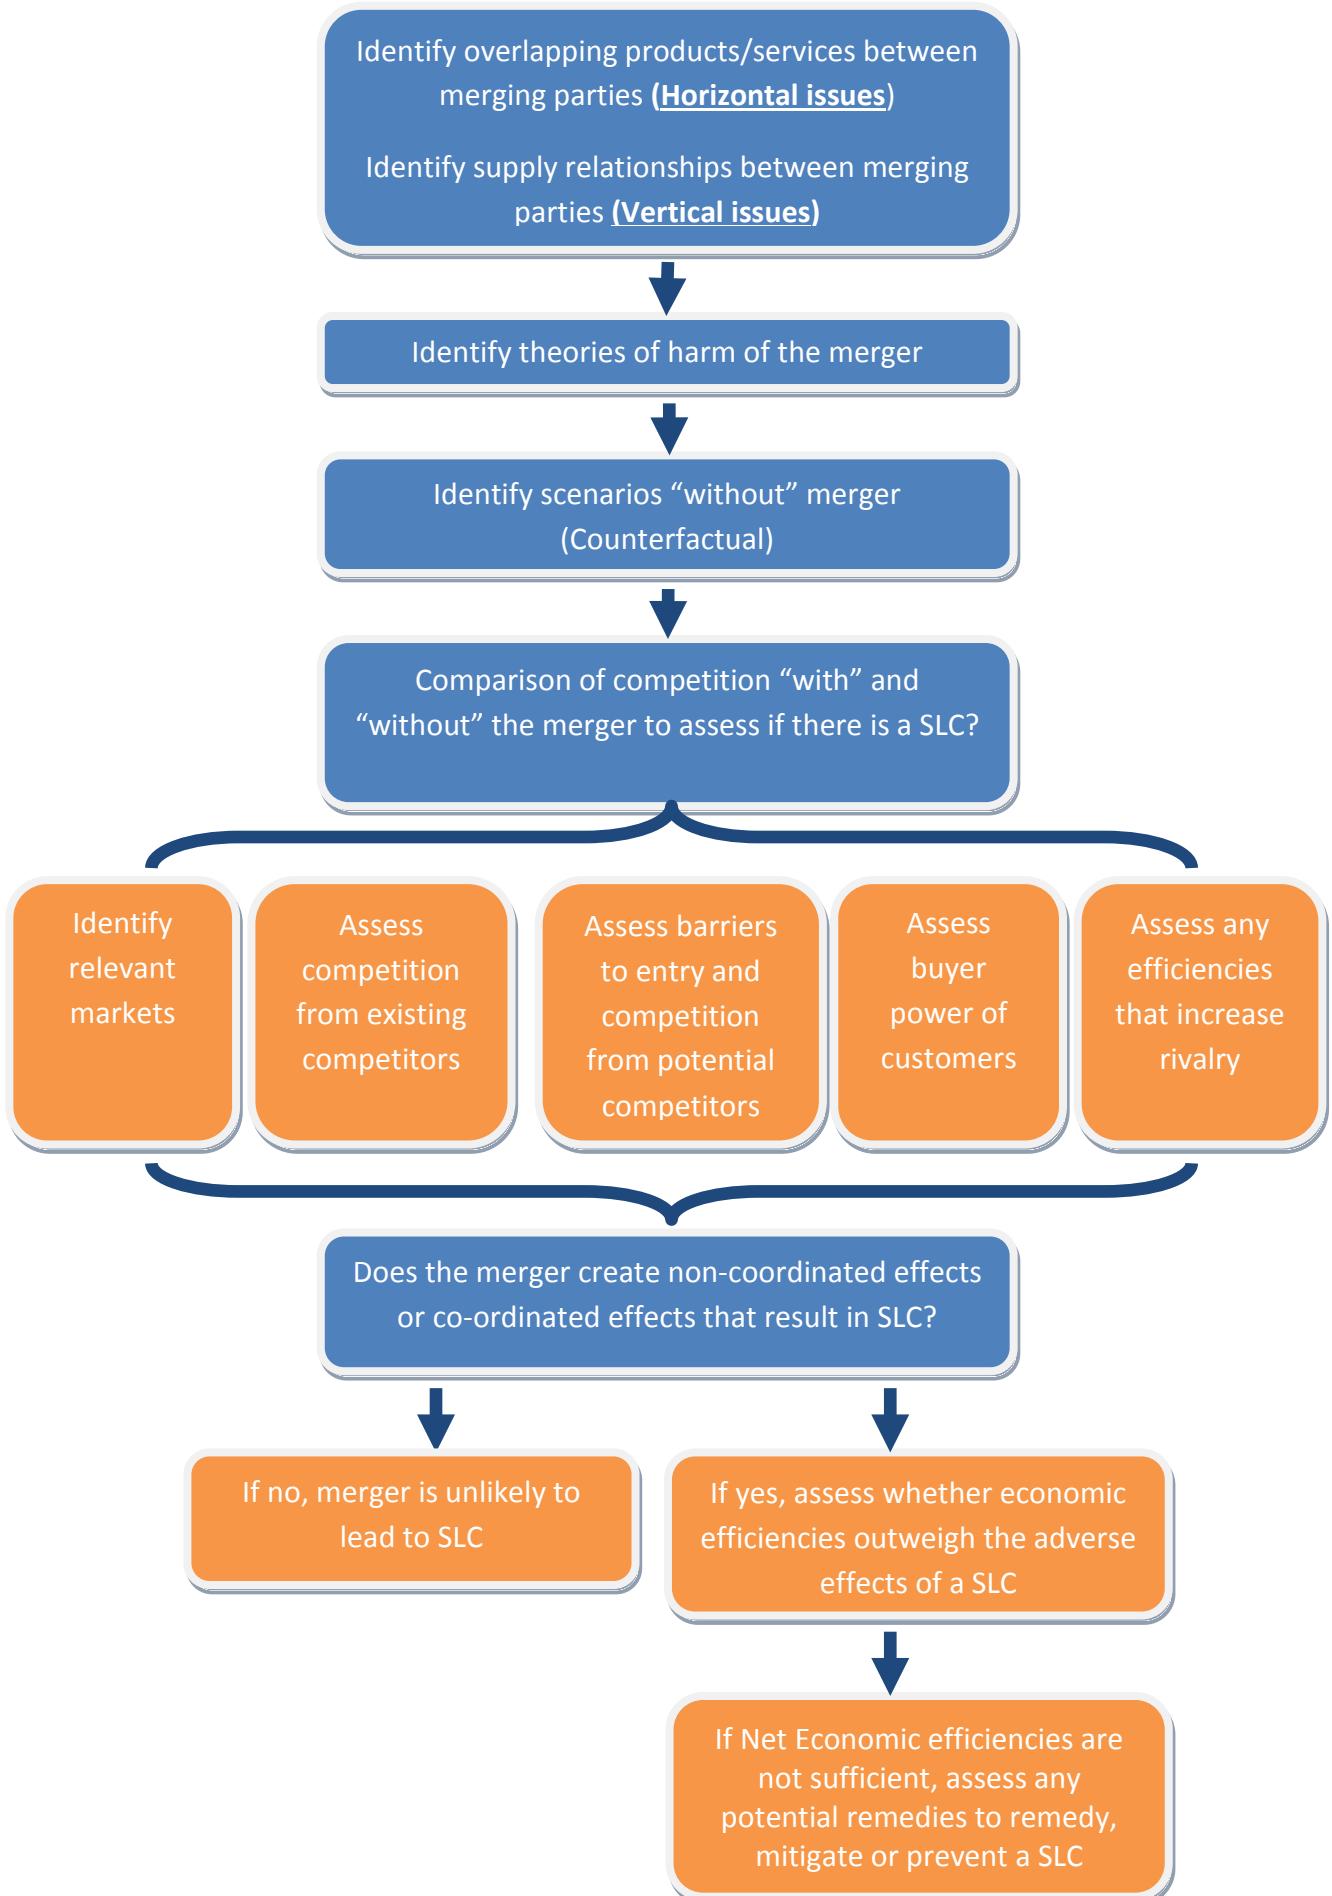 Identify overlapping products/services between
merging parties (Horizontal issues)
Identify supply relationships between merging
parties (Vertical issues)
Identify theories of harm of the merger
Identify scenarios “without” merger
(Counterfactual)
Comparison of competition “with” and
“without” the merger to assess if there is a SLC?
Identify
relevant
markets
Assess
competition
from existing
competitors
Assess barriers
to entry and
competition
from potential
competitors
Assess
buyer
power of
customers
Assess any
efficiencies
that increase
rivalry
Does the merger create non-coordinated effects
or co-ordinated effects that result in SLC?
If no, merger is unlikely to
lead to SLC
If yes, assess whether economic
efficiencies outweigh the adverse
effects of a SLC
If Net Economic efficiencies are
not sufficient, assess any
potential remedies to remedy,
mitigate or prevent a SLC